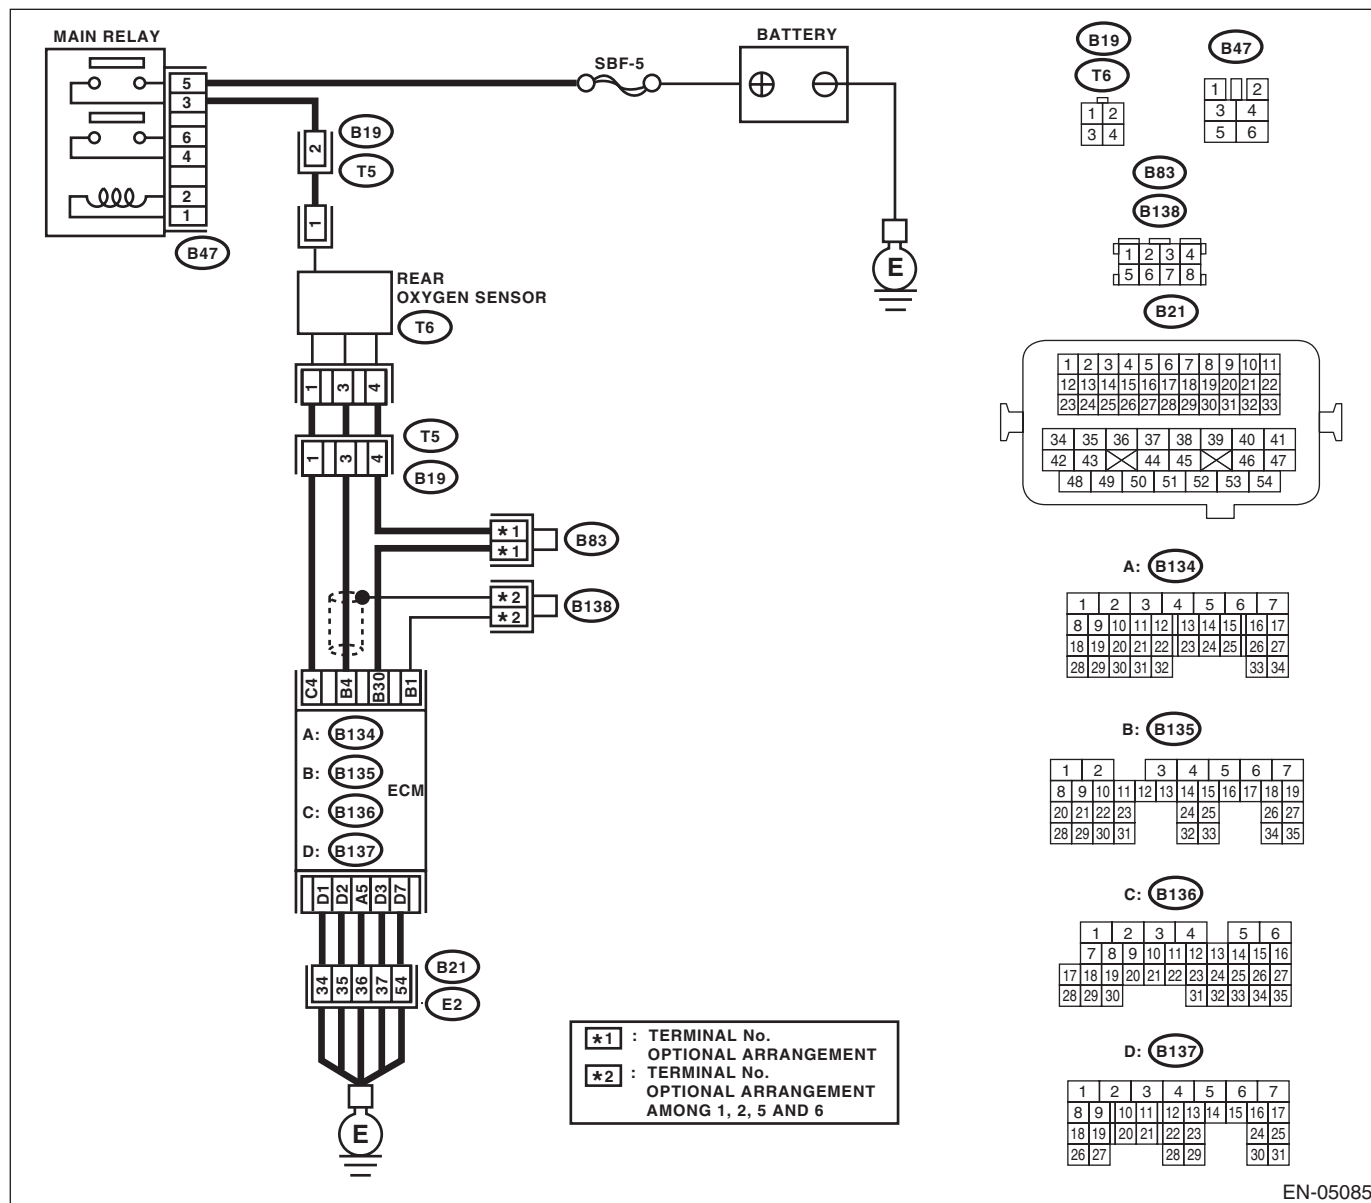 MAIN RELAY
5
3
6
4
2
1
B47
SBF-5
BATTERY
E
2
B19
T5
1
REAR
OXYGEN SENSOR
T6
1 3 4
T5
1 3 4
B19
*1
*1
B83
*2
*2
B138
C4 B4 B30 B1
A: B134
B: B135
ECM
C: B136
D: B137
D1 D2 A5 D3 D7
B21
34 35 36 37 54
E2
E
*1 : TERMINAL No.
OPTIONAL ARRANGEMENT
*2 : TERMINAL No.
OPTIONAL ARRANGEMENT
AMONG 1, 2, 5 AND 6
B19
T6
1 2
3 4
B47
1 2
3 4
5 6
B83
B138
1 2 3 4
5 6 7 8
B21
1 2 3 4 5 6 7 8 9 10 11
12 13 14 15 16 17 18 19 20 21 22
23 24 25 26 27 28 29 30 31 32 33
34 35 36 37 38 39 40 41
42 43 44 45 46 47
48 49 50 51 52 53 54
A: B134
1 2 3 4 5 6 7
8 9 10 11 12 13 14 15 16 17
18 19 20 21 22 23 24 25 26 27
28 29 30 31 32 33 34
B: B135
1 2 3 4 5 6 7
8 9 10 11 12 13 14 15 16 17 18 19
20 21 22 23 24 25 26 27
28 29 30 31 32 33 34 35
C: B136
1 2 3 4 5 6
7 8 9 10 11 12 13 14 15 16
17 18 19 20 21 22 23 24 25 26 27
28 29 30 31 32 33 34 35
D: B137
1 2 3 4 5 6 7
8 9 10 11 12 13 14 15 16 17
18 19 20 21 22 23 24 25
26 27 28 29 30 31
EN-05085